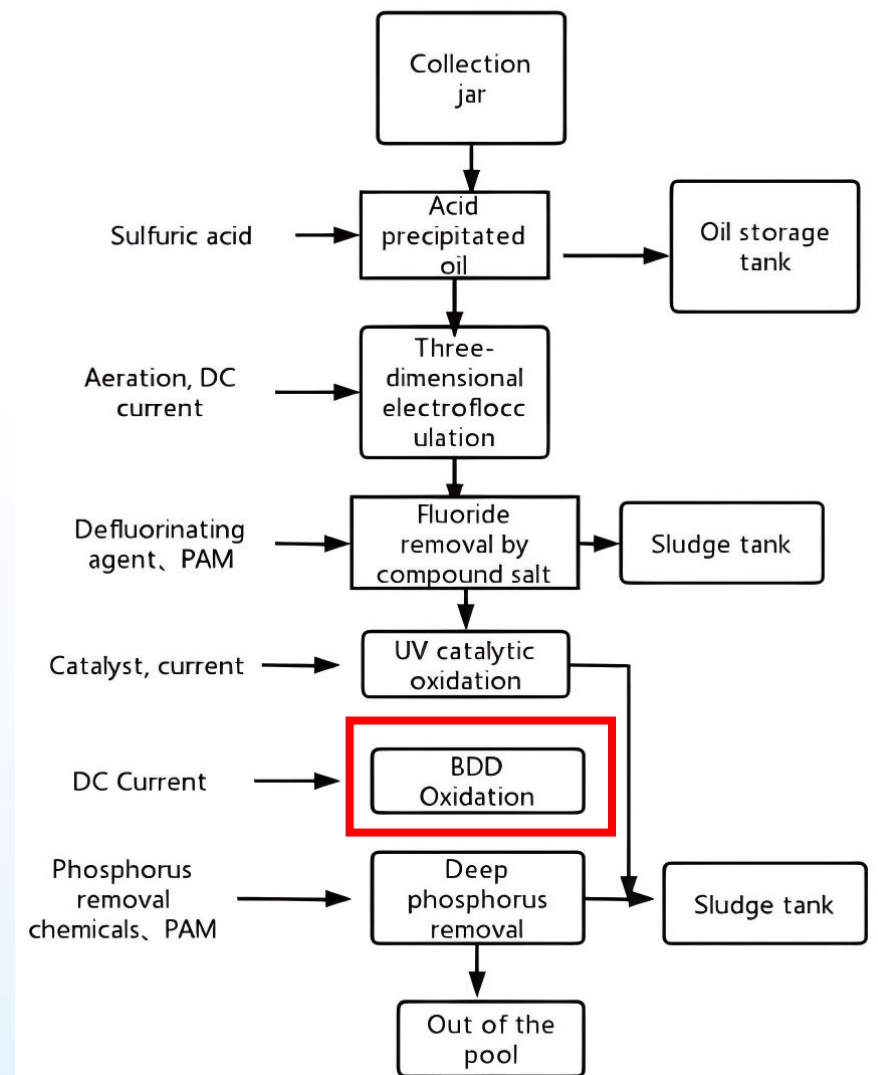 Collection
jar
Sulfuric acid
Acid
precipitated
oil
Oil storage
tank
Aeration, DC
current
Three-
dimensional
electroflocc
ulation
Defluorinating
agent、PAM
Fluoride
removal by
compound salt
Sludge tank
Catalyst, current
UV catalytic
oxidation
DC Current
BDD
Oxidation
Phosphorus
removal
chemicals、PAM
Deep
phosphorus
removal
Sludge tank
Out of the
pool